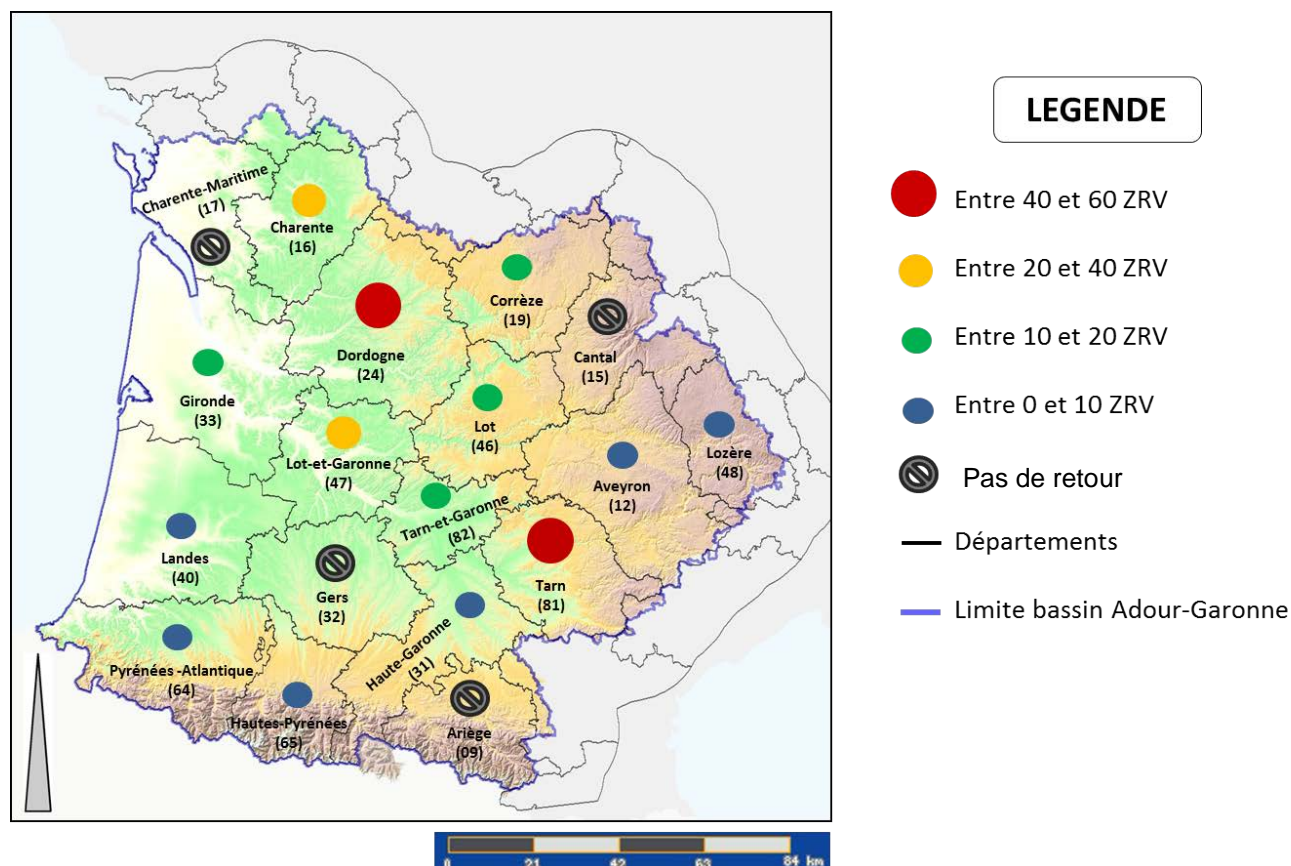 Charente-Maritime
(17)
Charente
(16)
Corrèze
(19)
Cantal
(15)
Dordogne
(24)
Gironde
(33)
Lot
(46)
Lozère
(48)
Lot-et-Garonne
(47)
Aveyron
(12)
Tarn-et-Garonne
(82)
Landes
(40)
Gers
(32)
Tarn
(81)
Haute-Garonne
(31)
Pyrénées -Atlantique
(64)
Hautes-Pyrénées
(65)
Ariège
(09)
0 21 42 63 84 km
LEGENDE
Entre 40 et 60 ZRV
Entre 20 et 40 ZRV
Entre 10 et 20 ZRV
Entre 0 et 10 ZRV
Pas de retour
Départements
Limite bassin Adour-Garonne